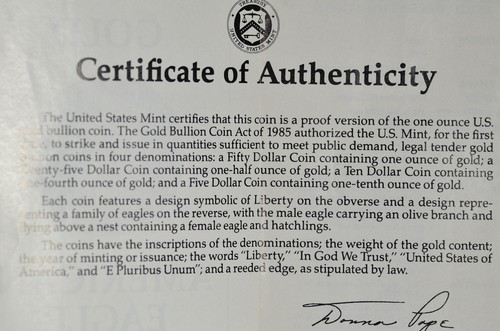 TREASURY
UNITED STATES MINT
Certificate of Authenticity
The United States Mint certifies that this coin is a proof version of the one ounce U.S.
bullion coin. The Gold Bullion Coin Act of 1985 authorized the U.S. Mint, for the first
to strike and issue in quantities sufficient to meet public demand, legal tender gold
coins in four denominations: a Fifty Dollar Coin containing one ounce of gold; a
Twenty-five Dollar Coin containing one-half ounce of gold; a Ten Dollar Coin containing
one-fourth ounce of gold; and a Five Dollar Coin containing one-tenth ounce of gold.
Each coin features a design symbolic of Liberty on the obverse and a design repre-
senting a family of eagles on the reverse, with the male eagle carrying an olive branch and
flying above a nest containing a female eagle and hatchlings.
The coins have the inscriptions of the denominations; the weight of the gold content;
the year of minting or issuance; the words “Liberty,” “In God We Trust,” “United States of
America,” and “E Pluribus Unum”; and a reeded edge, as stipulated by law.
Donna Pope